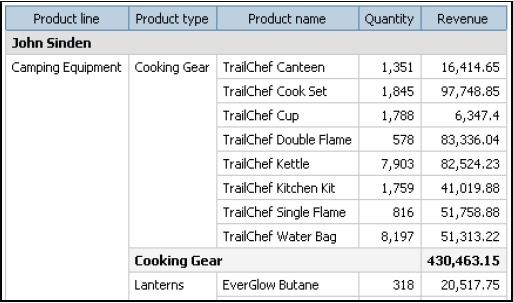 Product line Product type Product name Quantity Revenue
John Sinden
Camping Equipment Cooking Gear TrailChef Canteen 1,351 16,414.65
TrailChef Cook Set 1,845 97,748.85
TrailChef Cup 1,788 6,347.4
TrailChef Double Flame 578 83,336.04
TrailChef Kettle 7,903 82,524.23
TrailChef Kitchen Kit 1,759 41,019.88
TrailChef Single Flame 816 51,758.88
TrailChef Water Bag 8,197 51,313.22
Cooking Gear 430,463.15
Lanterns EverGlow Butane 318 20,517.75